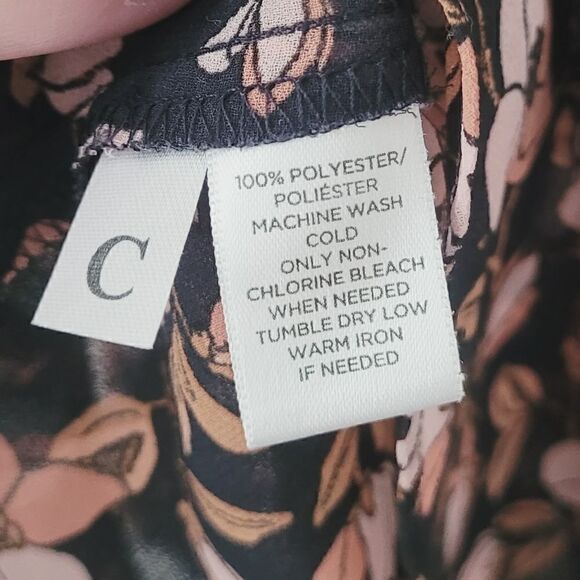 C
100% POLYESTER/
POLIÉSTER
MACHINE WASH
COLD
ONLY NON-
CHLORINE BLEACH
WHEN NEEDED
TUMBLE DRY LOW
WARM IRON
IF NEEDED